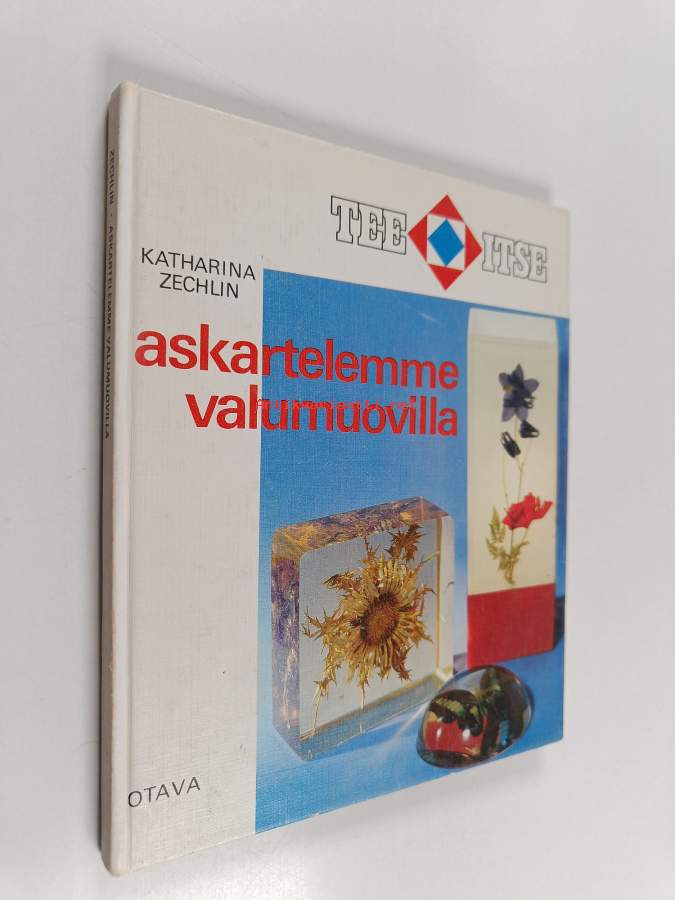 TEE ITSE
KATHARINA
ZECHLIN
askartelemme
valumuovilla
OTAVA
ZECHLIN · ASKARTELEMME VALUMUOVILLA